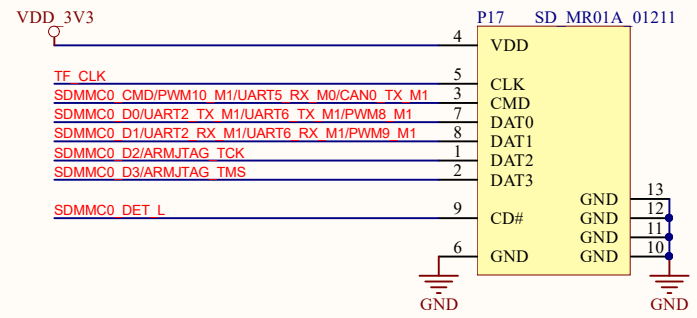 VDD_3V3
P17 SD_MR01A_01211
4 VDD
TF_CLK 5 CLK
SDMMC0_CMD/PWM10_M1/UART5_RX_M0/CAN0_TX_M1 3 CMD
SDMMC0_D0/UART2_TX_M1/UART6_TX_M1/PWM8_M1 7 DAT0
SDMMC0_D1/UART2_RX_M1/UART6_RX_M1/PWM9_M1 8 DAT1
SDMMC0_D2/ARMJTAG_TCK 1 DAT2
SDMMC0_D3/ARMJTAG_TMS 2 DAT3
GND 13
SDMMC0_DET_L 9 CD# GND 12
GND 11
6 GND GND 10
GND GND